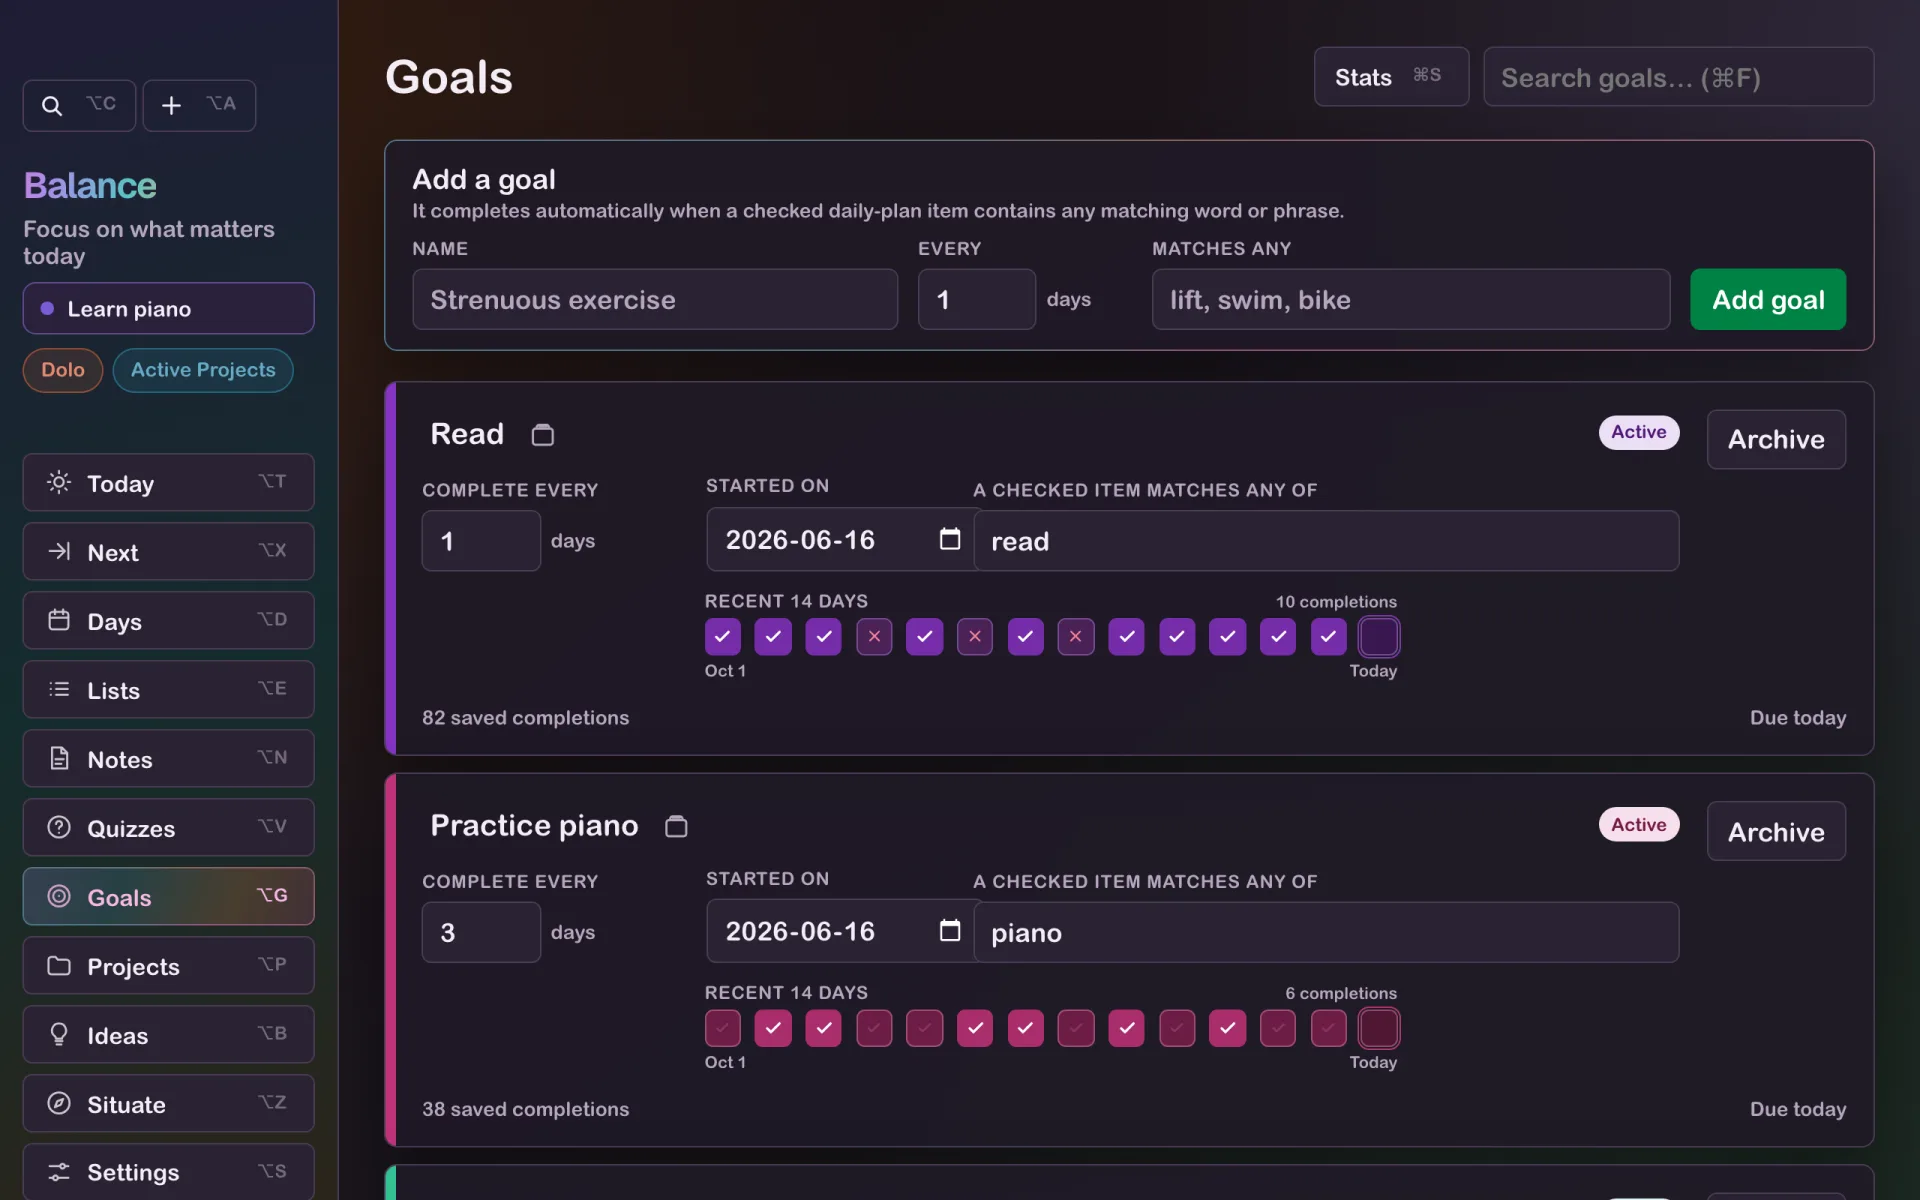 ⌥C
⌥A
Balance
Focus on what matters
today
Learn piano
Dolo
Active Projects
Today ⌥T
Next ⌥X
Days ⌥D
Lists ⌥E
Notes ⌥N
Quizzes ⌥V
Goals ⌥G
Projects ⌥P
Ideas ⌥B
Situate ⌥Z
Settings ⌥S
Goals
Stats ⌘S
Search goals... (⌘F)
Add a goal
It completes automatically when a checked daily-plan item contains any matching word or phrase.
NAME
EVERY
MATCHES ANY
Strenuous exercise
1
days
lift, swim, bike
Add goal
Read
Active
Archive
COMPLETE EVERY
STARTED ON
A CHECKED ITEM MATCHES ANY OF
1
days
2026-06-16
read
RECENT 14 DAYS
10 completions
Oct 1
Today
82 saved completions
Due today
Practice piano
Active
Archive
COMPLETE EVERY
STARTED ON
A CHECKED ITEM MATCHES ANY OF
3
days
2026-06-16
piano
RECENT 14 DAYS
6 completions
Oct 1
Today
38 saved completions
Due today